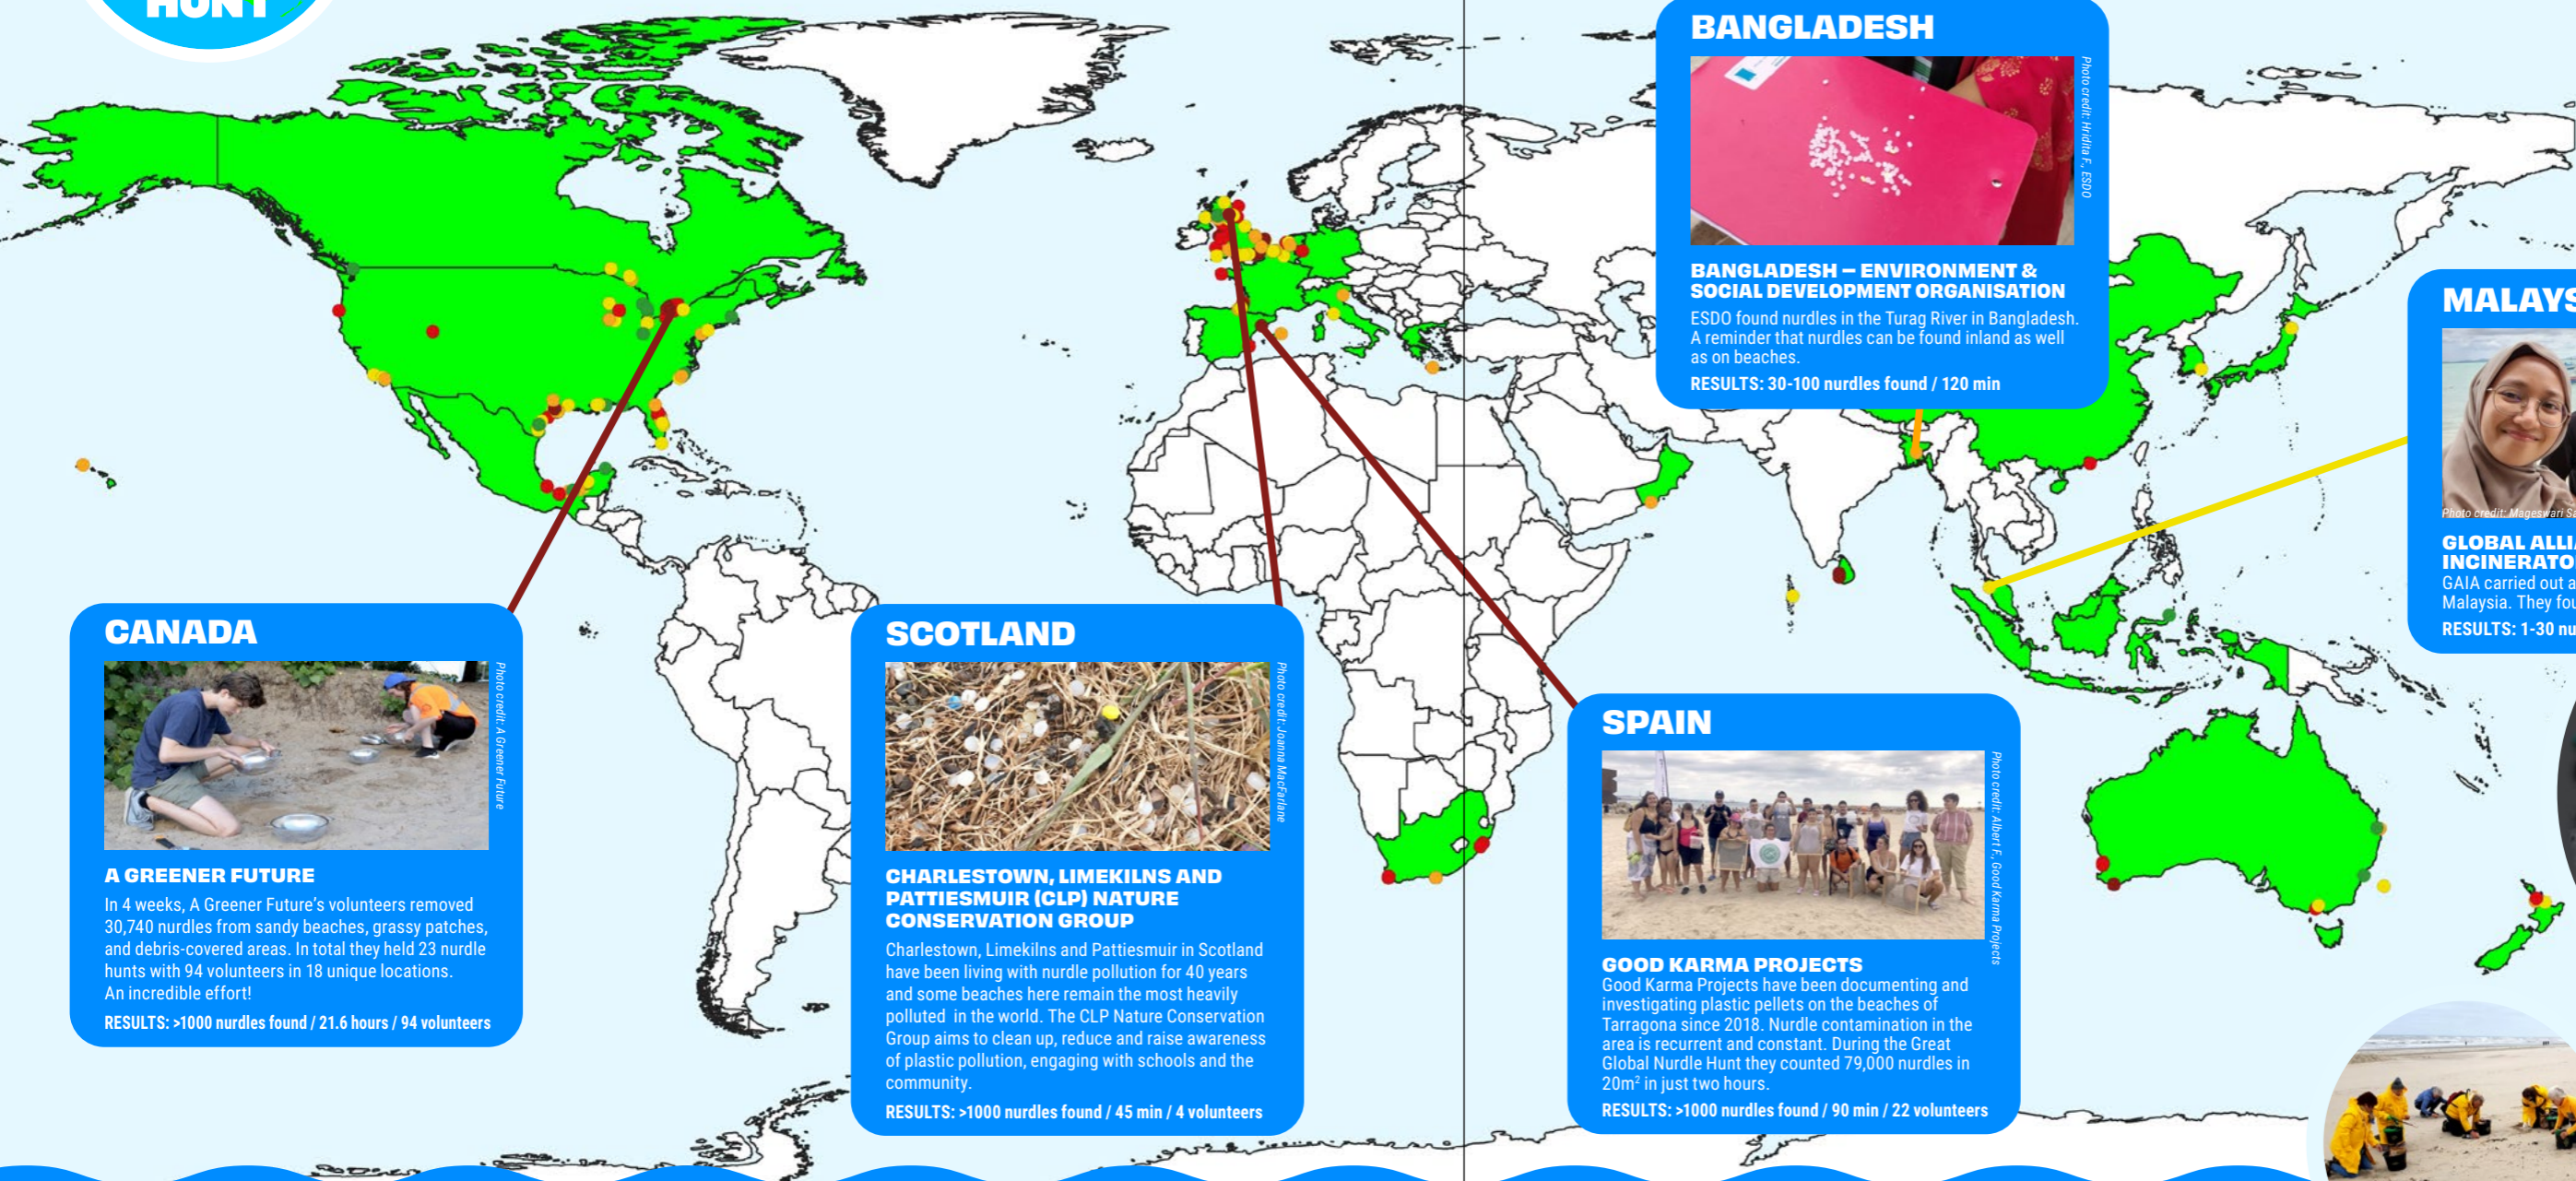 HUNT
BANGLADESH
Photo credit: Hridita F., ESDO
BANGLADESH – ENVIRONMENT &
SOCIAL DEVELOPMENT ORGANISATION
ESDO found nurdles in the Turag River in Bangladesh.
A reminder that nurdles can be found inland as well
as on beaches.
RESULTS: 30-100 nurdles found / 120 min
MALAYS
Photo credit: Mageswari Sa
GLOBAL ALLI
INCINERATO
GAIA carried out a
Malaysia. They fou
RESULTS: 1-30 nu
CANADA
Photo credit: A Greener Future
A GREENER FUTURE
In 4 weeks, A Greener Future's volunteers removed
30,740 nurdles from sandy beaches, grassy patches,
and debris-covered areas. In total they held 23 nurdle
hunts with 94 volunteers in 18 unique locations.
An incredible effort!
RESULTS: >1000 nurdles found / 21.6 hours / 94 volunteers
SCOTLAND
Photo credit: Joanna MacFarlane
CHARLESTOWN, LIMEKILNS AND
PATTIESMUIR (CLP) NATURE
CONSERVATION GROUP
Charlestown, Limekilns and Pattiesmuir in Scotland
have been living with nurdle pollution for 40 years
and some beaches here remain the most heavily
polluted in the world. The CLP Nature Conservation
Group aims to clean up, reduce and raise awareness
of plastic pollution, engaging with schools and the
community.
RESULTS: >1000 nurdles found / 45 min / 4 volunteers
SPAIN
Photo credit: Albert F., Good Karma Projects
GOOD KARMA PROJECTS
Good Karma Projects have been documenting and
investigating plastic pellets on the beaches of
Tarragona since 2018. Nurdle contamination in the
area is recurrent and constant. During the Great
Global Nurdle Hunt they counted 79,000 nurdles in
20m² in just two hours.
RESULTS: >1000 nurdles found / 90 min / 22 volunteers